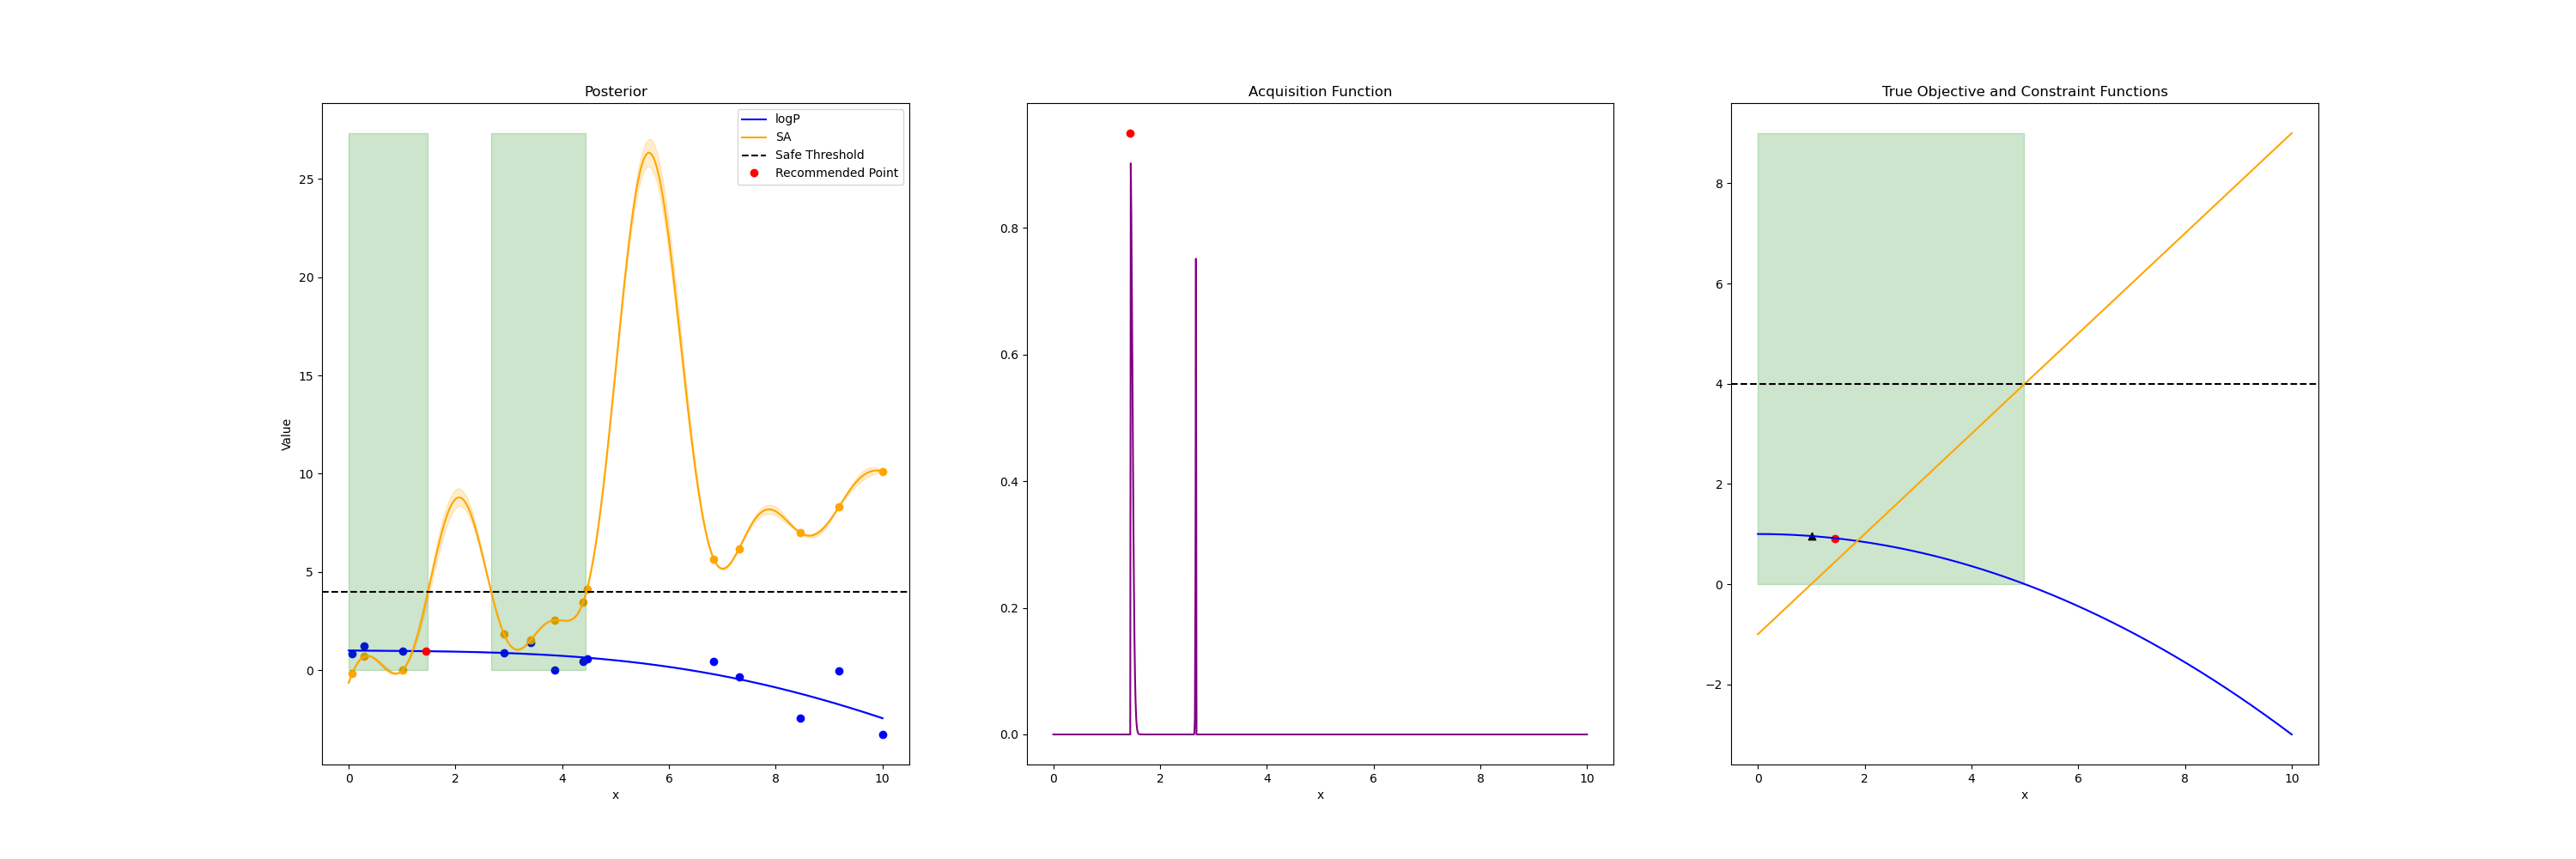 Posterior
logP
SA
Safe Threshold
Recommended Point
Value
25
20
15
10
5
0
0 2 4 6 8 10
x
Acquisition Function
0.8
0.6
0.4
0.2
0.0
0 2 4 6 8 10
x
True Objective and Constraint Functions
8
6
4
2
0
−2
0 2 4 6 8 10
x